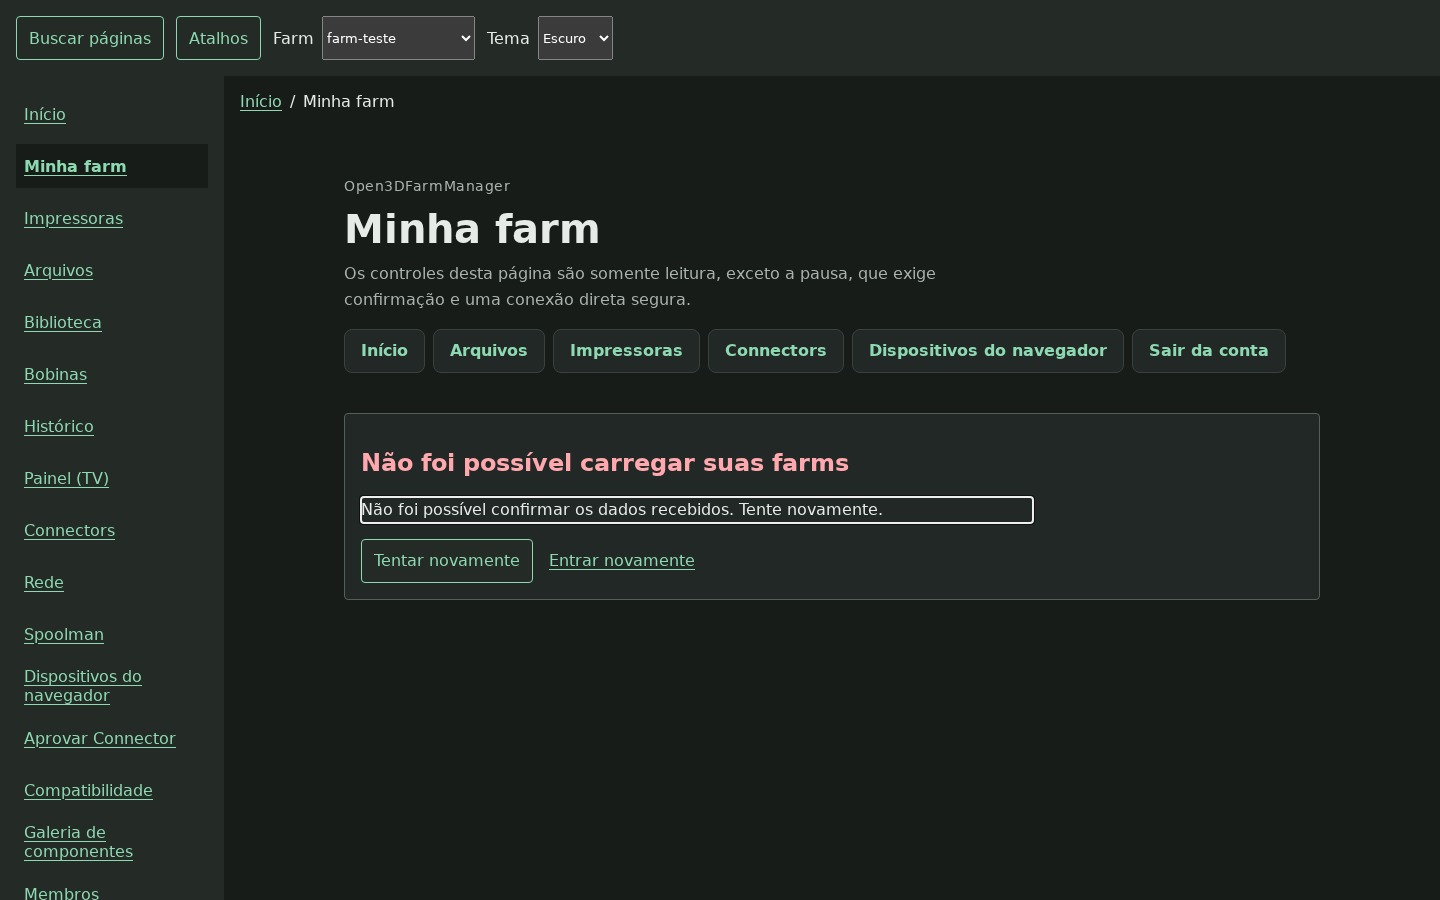 Buscar páginas
Atalhos
Farm
farm-teste
Tema
Escuro
Início
Minha farm
Impressoras
Arquivos
Biblioteca
Bobinas
Histórico
Painel (TV)
Connectors
Rede
Spoolman
Dispositivos do
navegador
Aprovar Connector
Compatibilidade
Galeria de
componentes
Membros
Início / Minha farm
Open3DFarmManager
Minha farm
Os controles desta página são somente leitura, exceto a pausa, que exige
confirmação e uma conexão direta segura.
Início
Arquivos
Impressoras
Connectors
Dispositivos do navegador
Sair da conta
Não foi possível carregar suas farms
Não foi possível confirmar os dados recebidos. Tente novamente.
Tentar novamente
Entrar novamente